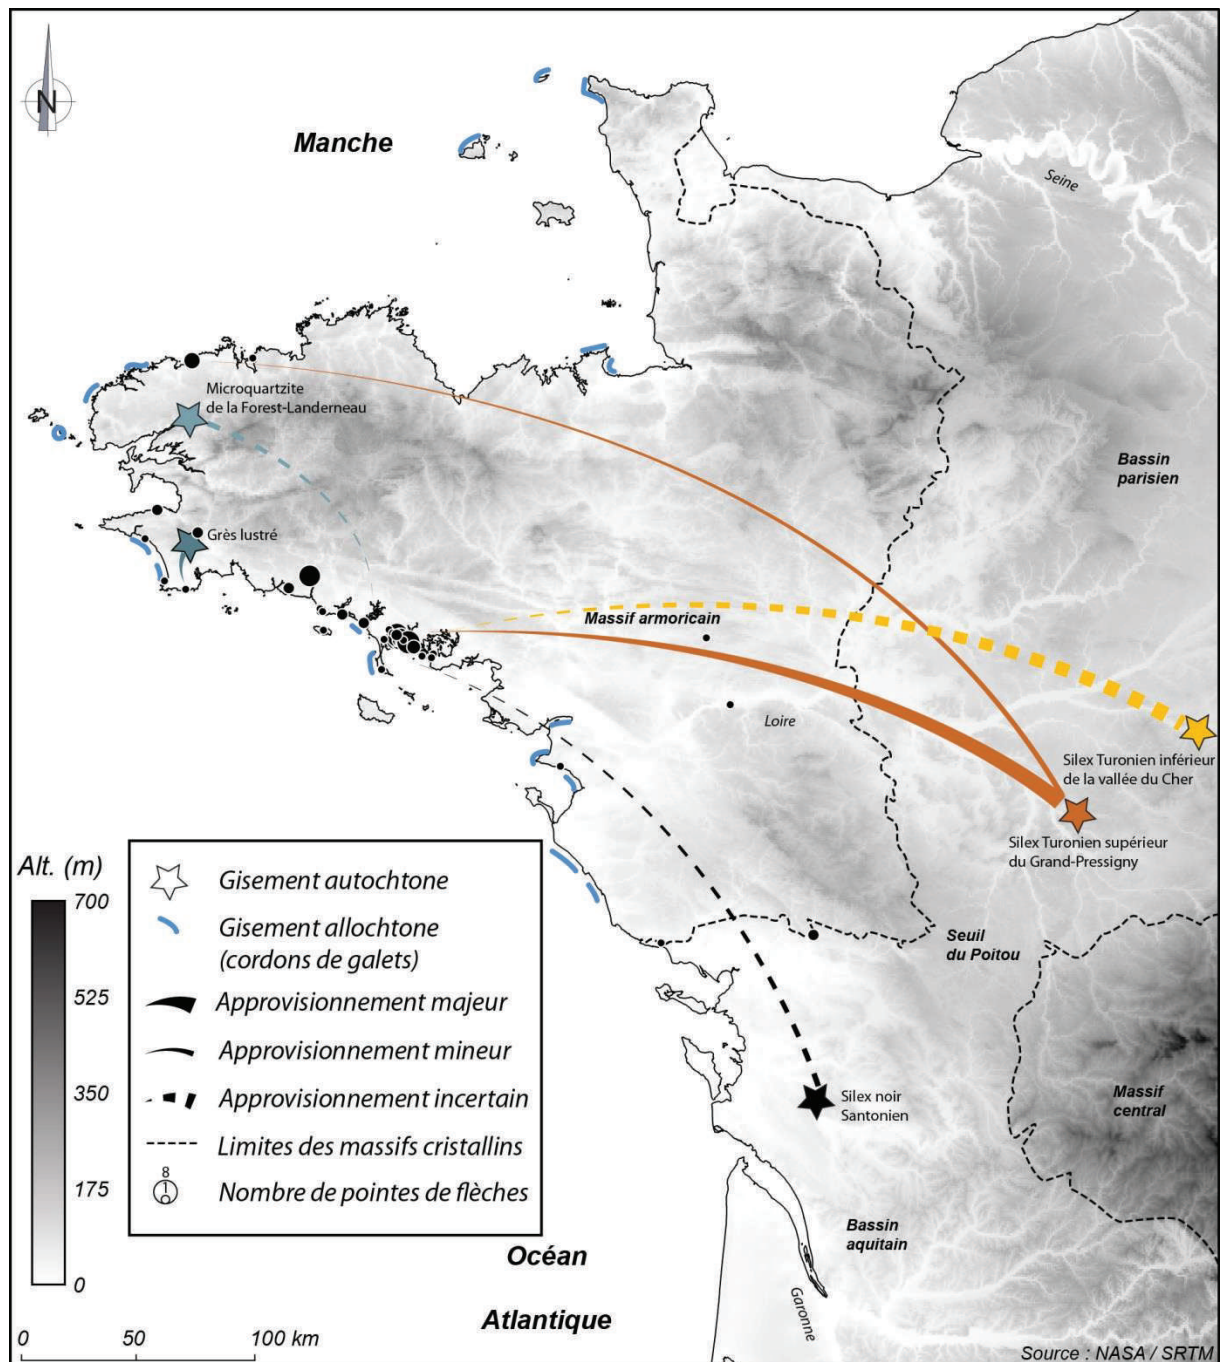 N
Manche
Seine
Microquartzite
de la Forest-Landerneau
Bassin
parisien
Grès lustré
Massif armoricain
Loire
Silex Turonien inférieur
de la vallée du Cher
Silex Turonien supérieur
du Grand-Pressigny
Seuil
du Poitou
Massif
central
Silex noir
Santonien
Bassin
aquitain
Garonne
Océan
Atlantique
Alt. (m)
700
525
350
175
0
Gisement autochtone
Gisement allochtone
(cordons de galets)
Approvisionnement majeur
Approvisionnement mineur
Approvisionnement incertain
Limites des massifs cristallins
8
1
Nombre de pointes de flèches
0 50 100 km
Source : NASA / SRTM